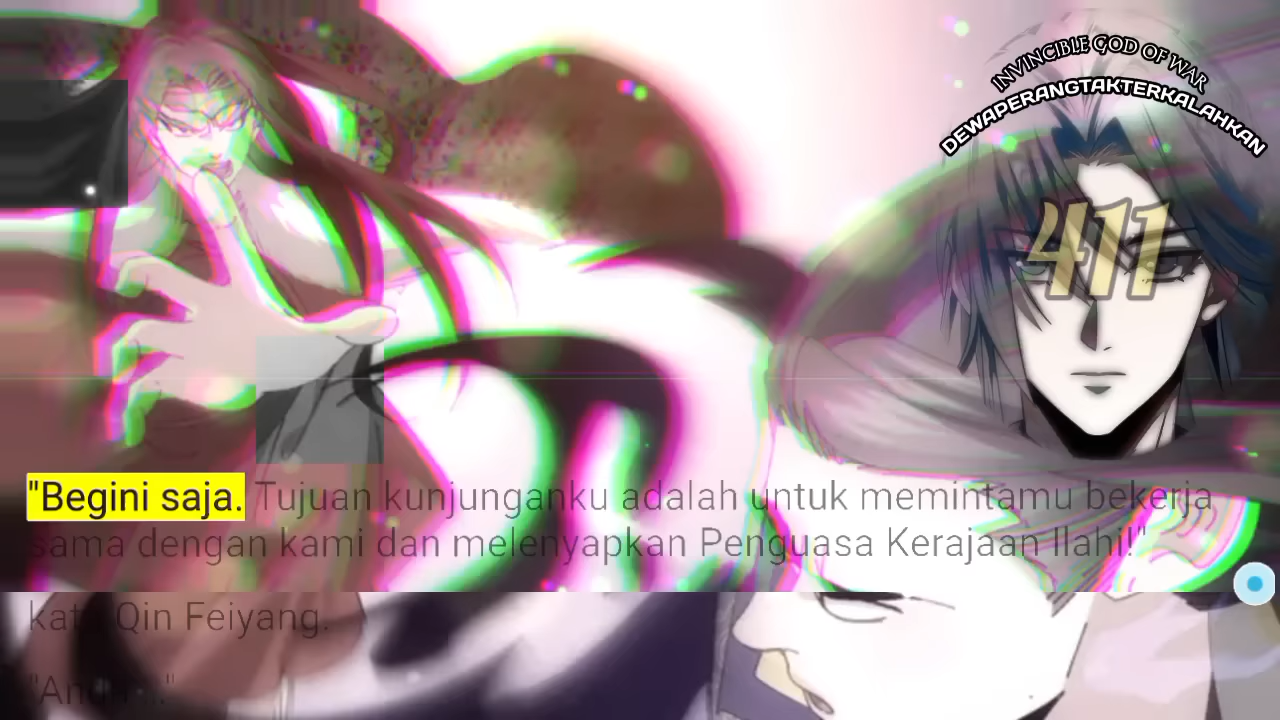 INVINCIBLE GOD OF WAR
DEWAPERANGTAKTERKALAHKAN
411
"Begini saja. Tujuan kunjunganku adalah untuk memintamu bekerja
sama dengan kami dan melenyapkan Penguasa Kerajaan Ilahi!"
kata Qin Feiyang.